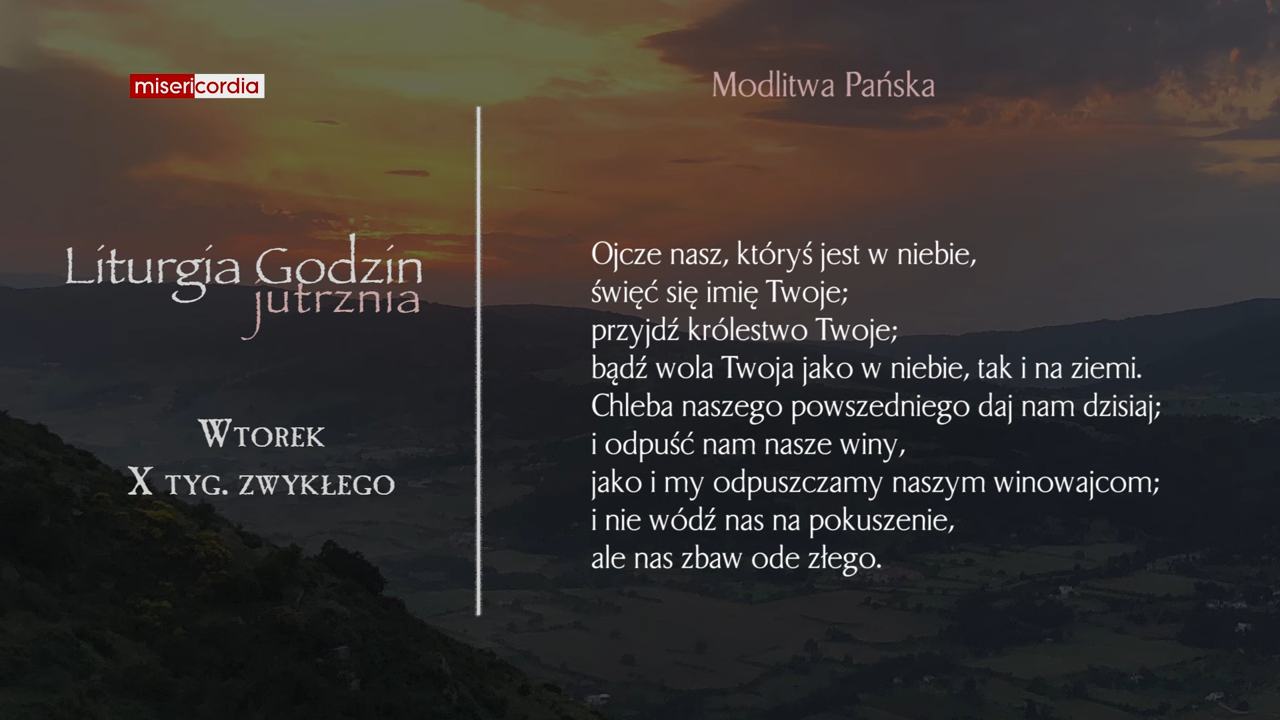 misericordia
Liturgia Godzin
jutrznia
Wtorek
X tyg. zwykłego
Modlitwa Pańska
Ojcze nasz, któryś jest w niebie,
święć się imię Twoje;
przyjdź królestwo Twoje;
bądź wola Twoja jako w niebie, tak i na ziemi.
Chleba naszego powszedniego daj nam dzisiaj;
i odpuść nam nasze winy,
jako i my odpuszczamy naszym winowajcom;
i nie wódź nas na pokuszenie,
ale nas zbaw ode złego.